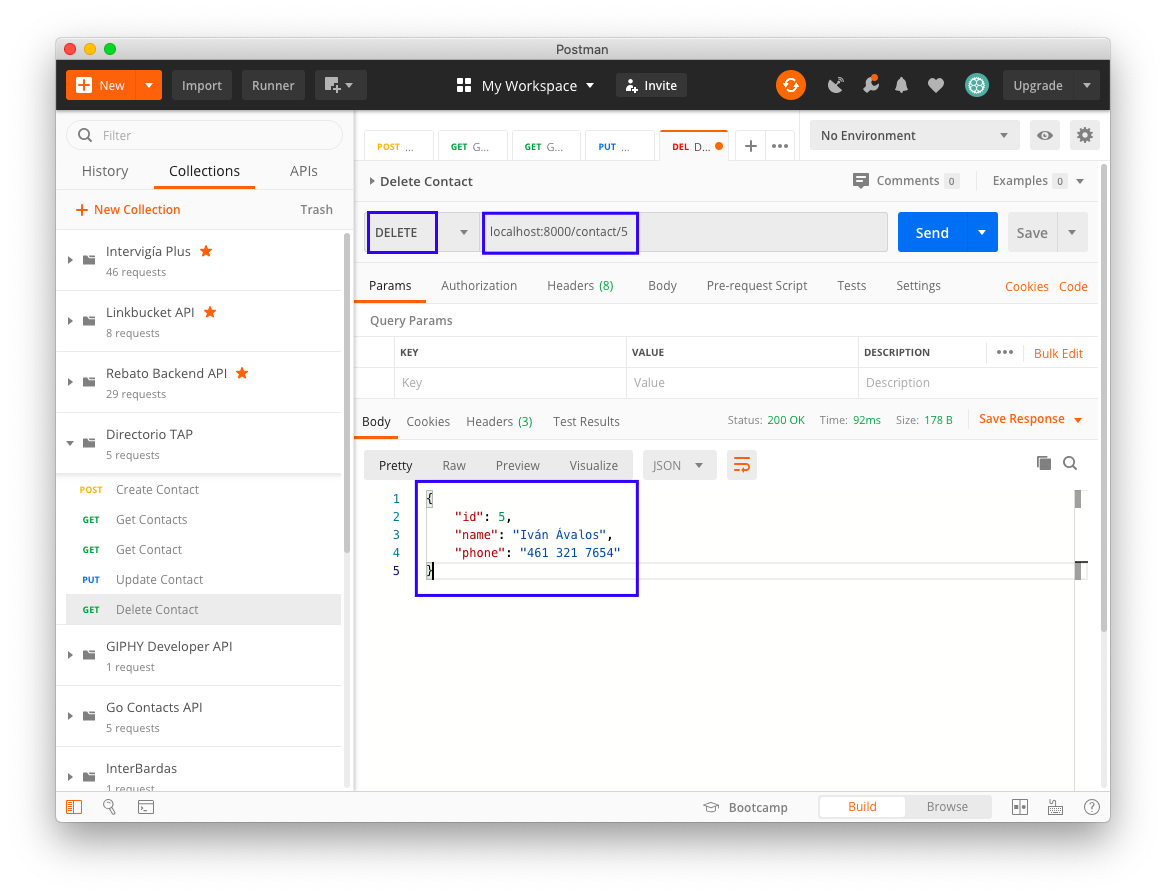 Postman
New
Import
Runner
My Workspace
Invite
Upgrade
Filter
History Collections APIs
New Collection Trash
Intervigía Plus
46 requests
Linkbucket API
8 requests
Rebato Backend API
29 requests
Directorio TAP
5 requests
POST Create Contact
GET Get Contacts
GET Get Contact
PUT Update Contact
GET Delete Contact
GIPHY Developer API
1 request
Go Contacts API
5 requests
InterBardas
1 request
POST ... GET G... GET G... PUT ... DEL D...
No Environment
Delete Contact
Comments 0 Examples 0
DELETE localhost:8000/contact/5 Send Save
Params Authorization Headers (8) Body Pre-request Script Tests Settings Cookies Code
Query Params
KEY VALUE DESCRIPTION ••• Bulk Edit
Key Value Description
Body Cookies Headers (3) Test Results Status: 200 OK Time: 92ms Size: 178 B Save Response
Pretty Raw Preview Visualize JSON
1 {
2 "id": 5,
3 "name": "Iván Ávalos",
4 "phone": "461 321 7654"
5 }
Bootcamp Build Browse